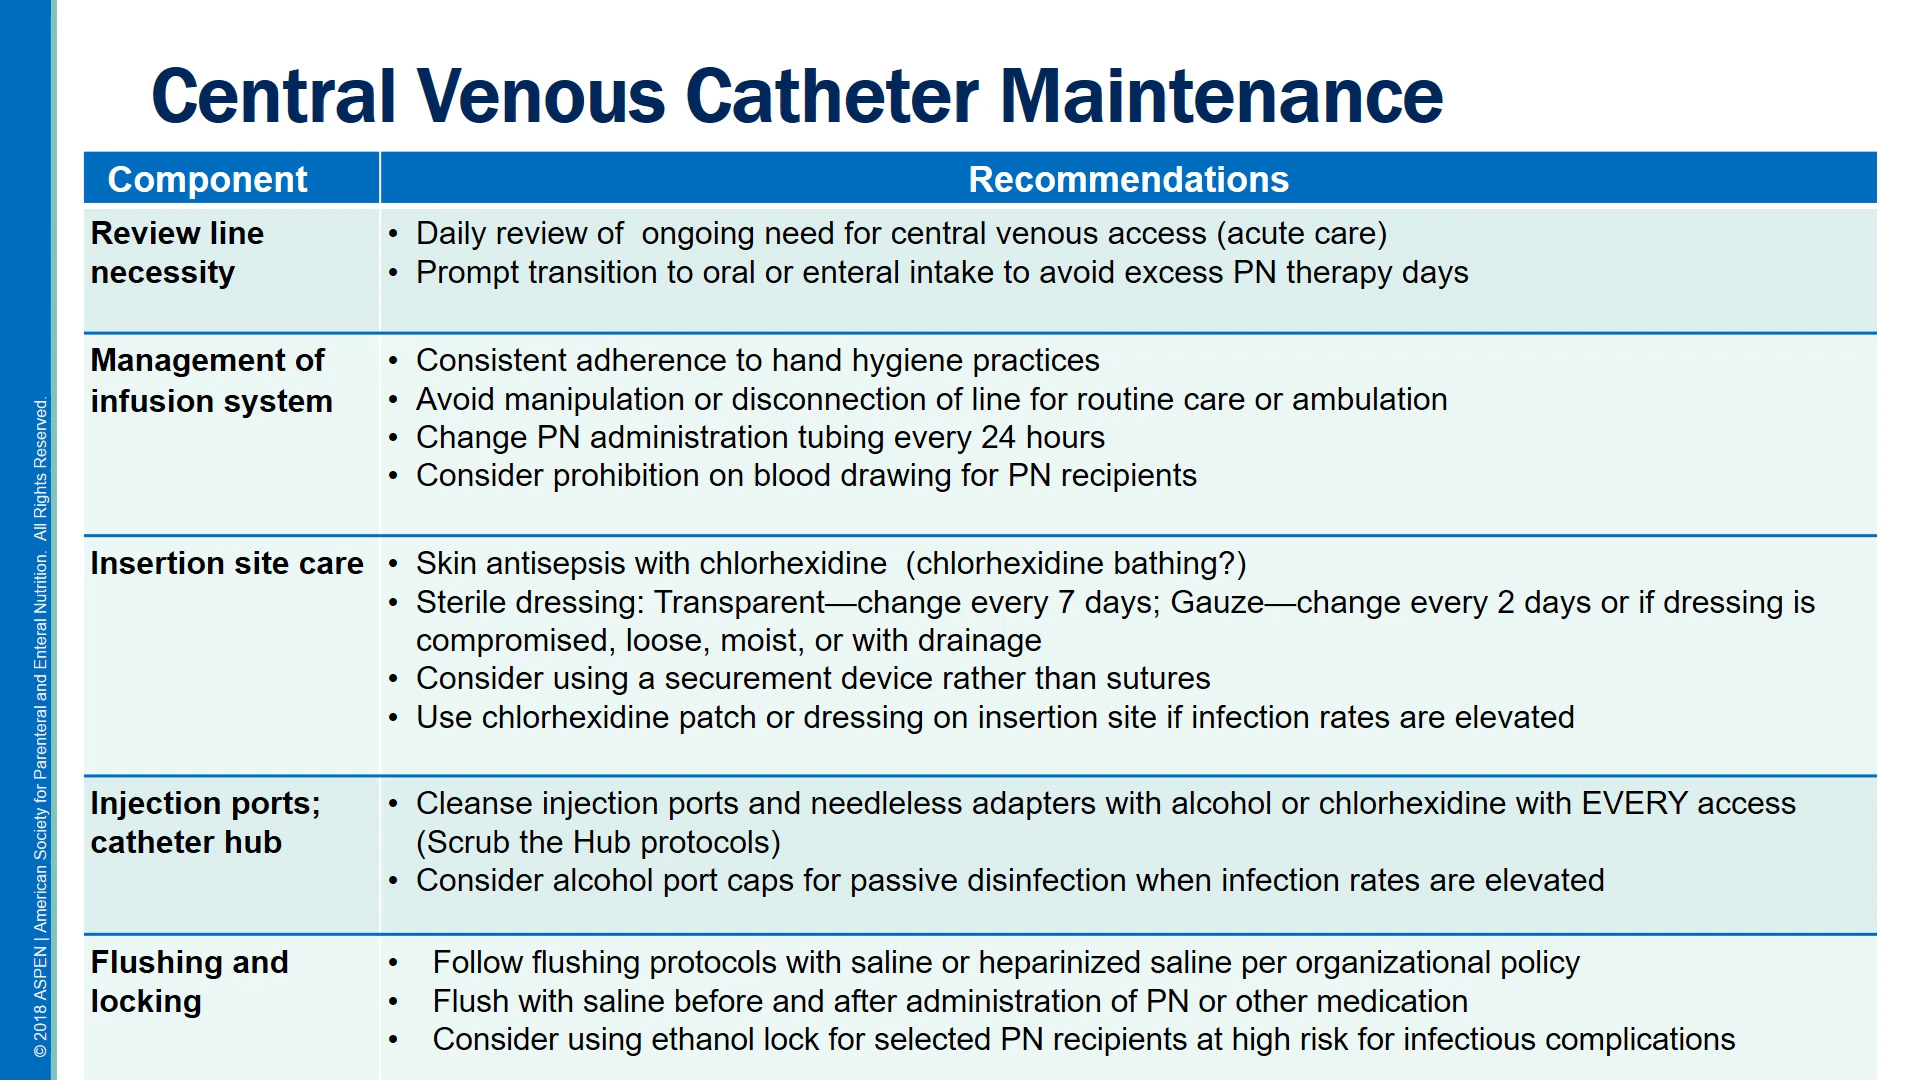 Central Venous Catheter Maintenance
Component
Recommendations
Review line
necessity
• Daily review of  ongoing need for central venous access (acute care)
• Prompt transition to oral or enteral intake to avoid excess PN therapy days
Management of
infusion system
• Consistent adherence to hand hygiene practices
• Avoid manipulation or disconnection of line for routine care or ambulation
• Change PN administration tubing every 24 hours
• Consider prohibition on blood drawing for PN recipients
Insertion site care
• Skin antisepsis with chlorhexidine  (chlorhexidine bathing?)
• Sterile dressing: Transparent—change every 7 days; Gauze—change every 2 days or if dressing is
compromised, loose, moist, or with drainage
• Consider using a securement device rather than sutures
• Use chlorhexidine patch or dressing on insertion site if infection rates are elevated
Injection ports;
catheter hub
• Cleanse injection ports and needleless adapters with alcohol or chlorhexidine with EVERY access
(Scrub the Hub protocols)
• Consider alcohol port caps for passive disinfection when infection rates are elevated
Flushing and
locking
• Follow flushing protocols with saline or heparinized saline per organizational policy
• Flush with saline before and after administration of PN or other medication
• Consider using ethanol lock for selected PN recipients at high risk for infectious complications
© 2018 ASPEN | American Society for Parenteral and Enteral Nutrition.  All Rights Reserved.